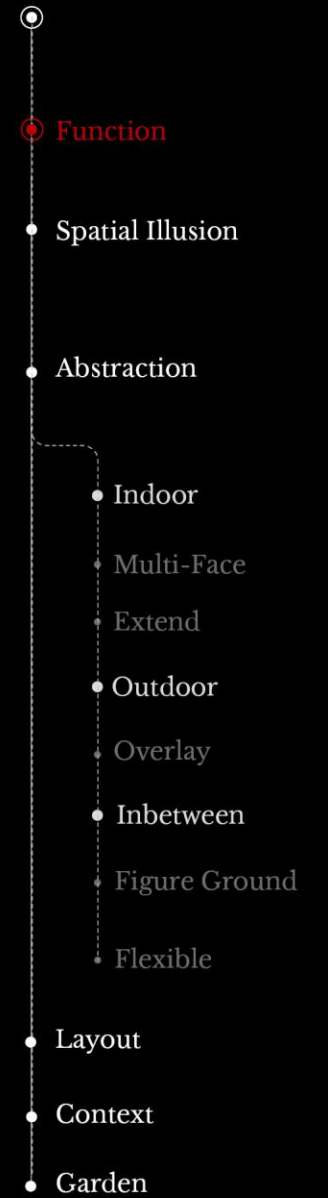 Function
Spatial Illusion
Abstraction
Indoor
Multi-Face
Extend
Outdoor
Overlay
Inbetween
Figure Ground
Flexible
Layout
Context
Garden